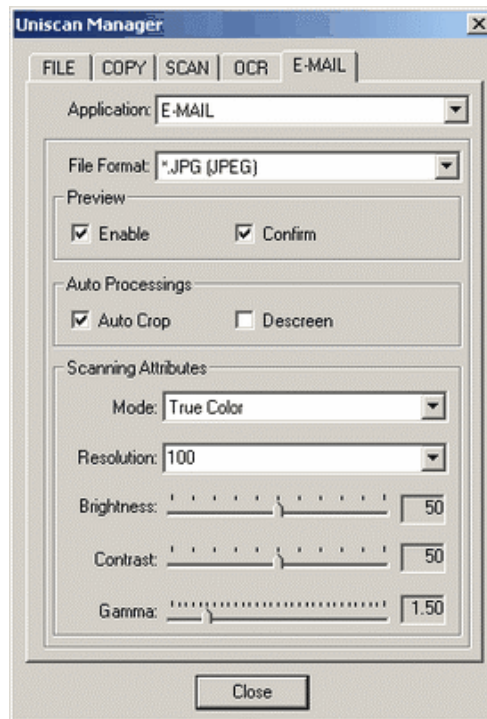 Uniscan Manager
FILE COPY SCAN OCR E-MAIL
Application: E-MAIL
File Format: *.JPG (JPEG)
Preview
Enable Confirm
Auto Processings
Auto Crop Descreen
Scanning Attributes
Mode: True Color
Resolution: 100
Brightness: 50
Contrast: 50
Gamma: 1.50
Close